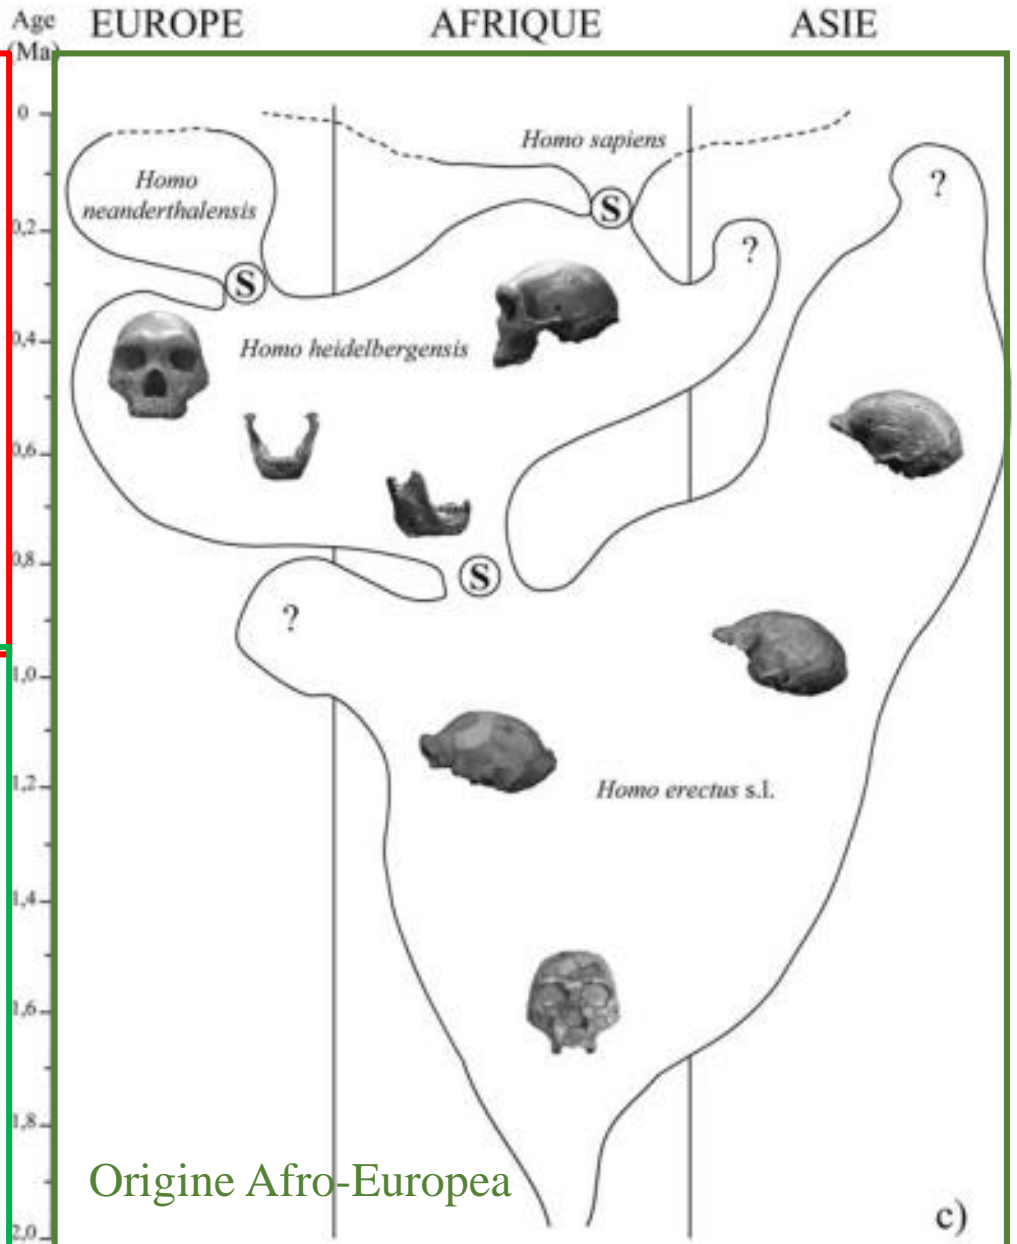 Age
(Ma)
EUROPE
AFRIQUE
ASIE
0
Homo sapiens
Homo
neanderthalensis
?
0,2
S
?
S
Homo heidelbergensis
0,4
0,6
0,8
S
?
1,0
Homo erectus s.l.
1,2
1,4
1,6
1,8
Origine Afro-Europea
c)
2,0